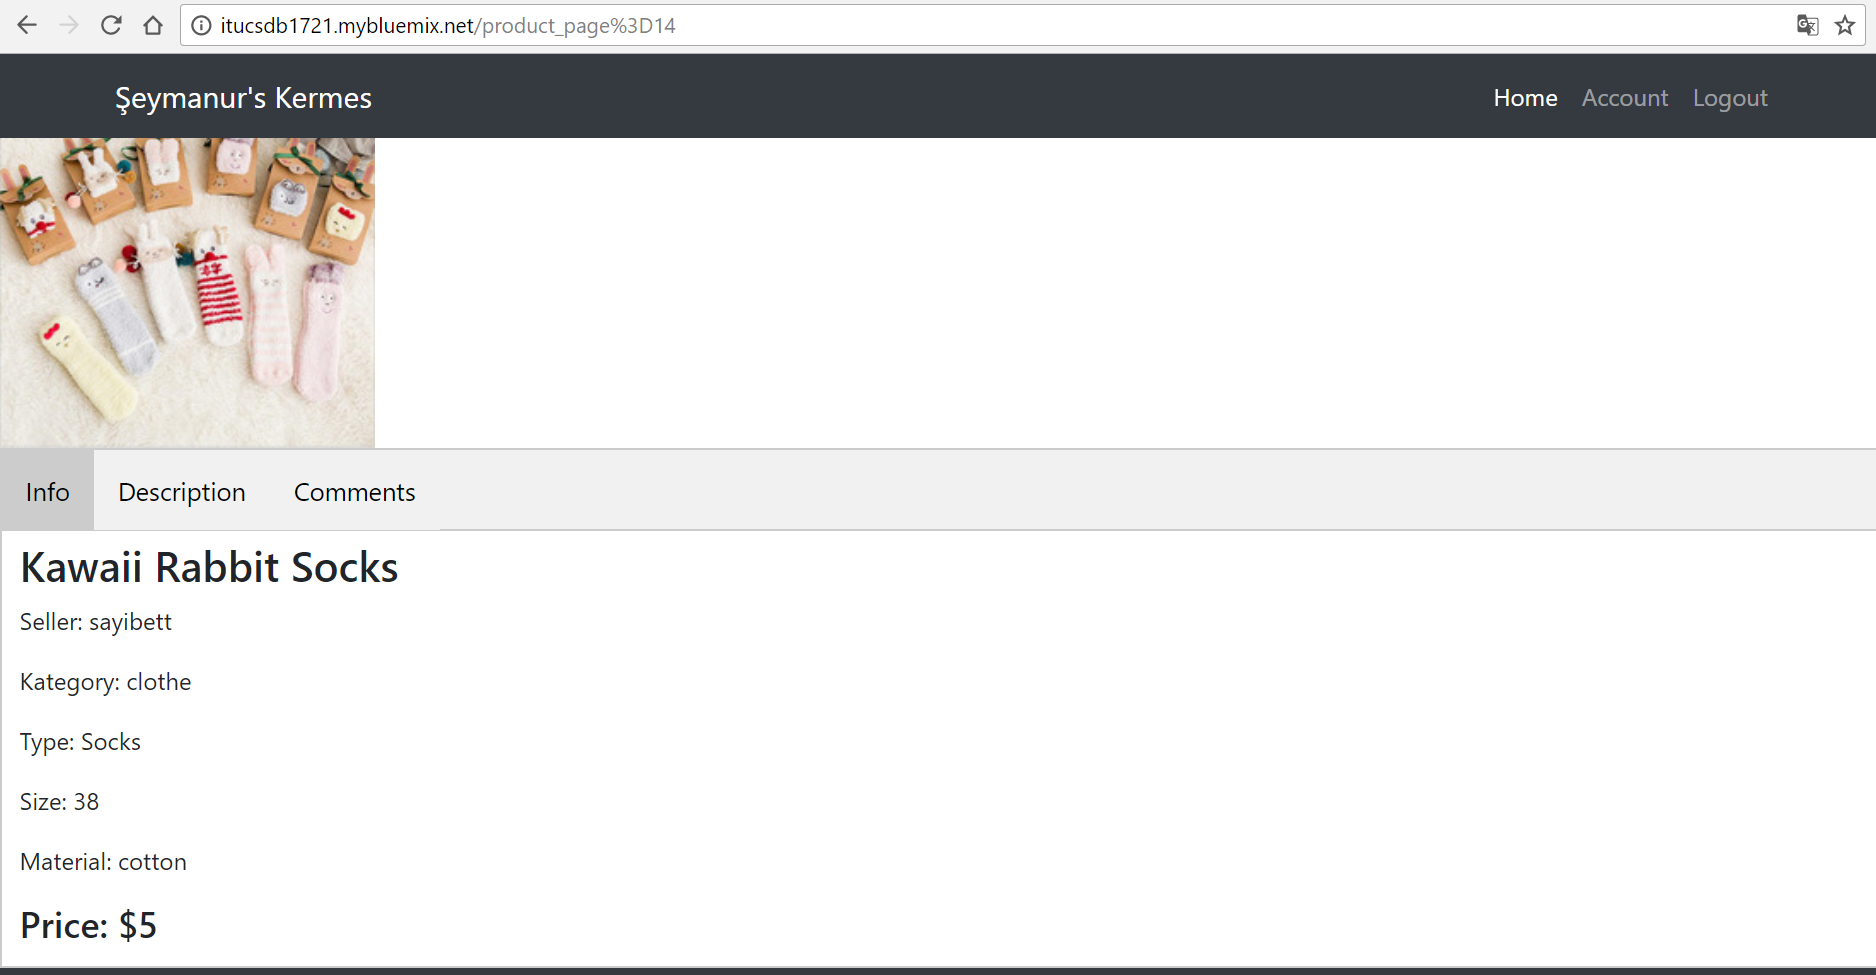 itucsdb1721.mybluemix.net/product_page%3D14
Şeymanur's Kermes
Home Account Logout
Info Description Comments
Kawaii Rabbit Socks
Seller: sayibett
Kategory: clothe
Type: Socks
Size: 38
Material: cotton
Price: $5